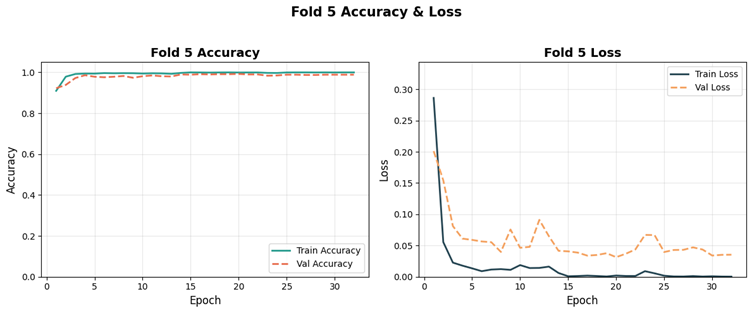 Fold 5 Accuracy & Loss
Fold 5 Accuracy
Accuracy
1.0
0.8
0.6
0.4
0.2
0.0
0
5
10
15
20
25
30
Epoch
Train Accuracy
Val Accuracy
Fold 5 Loss
Loss
0.30
0.25
0.20
0.15
0.10
0.05
0.00
0
5
10
15
20
25
30
Epoch
Train Loss
Val Loss